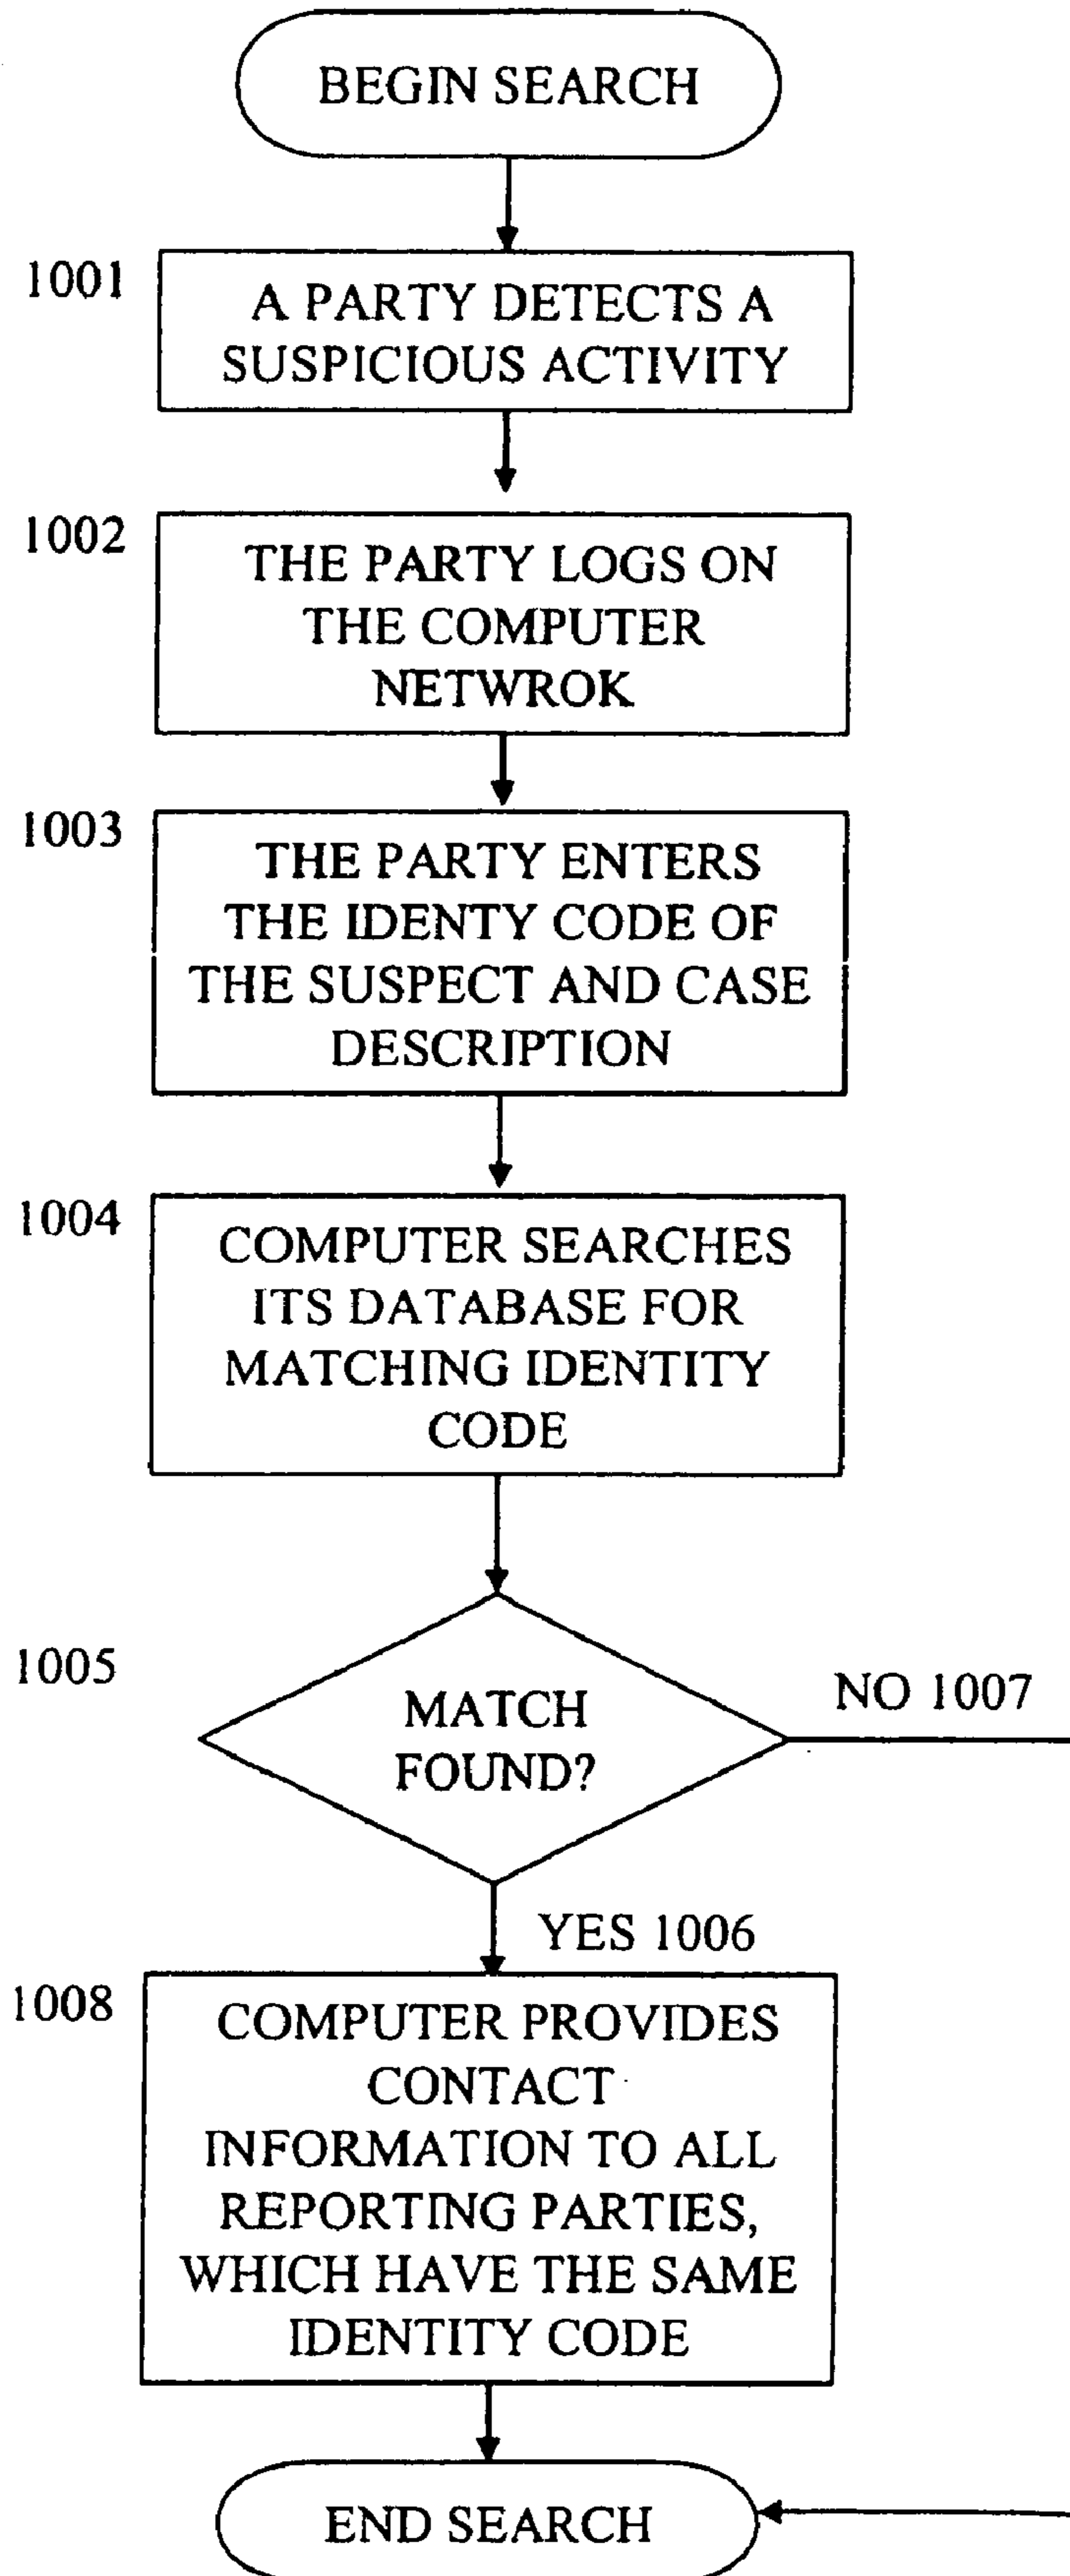 BEGIN SEARCH
1001
A PARTY DETECTS A
SUSPICIOUS ACTIVITY
1002
THE PARTY LOGS ON
THE COMPUTER
NETWROK
1003
THE PARTY ENTERS
THE IDENTY CODE OF
THE SUSPECT AND CASE
DESCRIPTION
1004
COMPUTER SEARCHES
ITS DATABASE FOR
MATCHING IDENTITY
CODE
1005
MATCH
FOUND?
NO 1007
YES 1006
1008
COMPUTER PROVIDES
CONTACT
INFORMATION TO ALL
REPORTING PARTIES,
WHICH HAVE THE SAME
IDENTITY CODE
END SEARCH